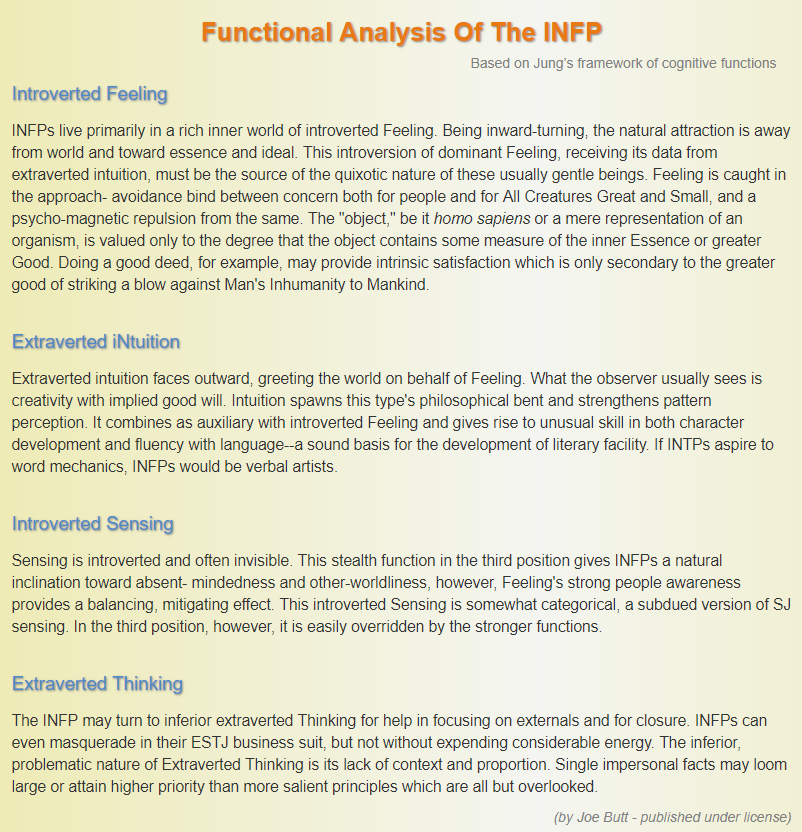 Functional Analysis Of The INFP
Based on Jung's framework of cognitive functions
Introverted Feeling
INFPs live primarily in a rich inner world of introverted Feeling. Being inward-turning, the natural attraction is away
from world and toward essence and ideal. This introversion of dominant Feeling, receiving its data from
extraverted intuition, must be the source of the quixotic nature of these usually gentle beings. Feeling is caught in
the approach- avoidance bind between concern both for people and for All Creatures Great and Small, and a
psycho-magnetic repulsion from the same. The "object," be it homo sapiens or a mere representation of an
organism, is valued only to the degree that the object contains some measure of the inner Essence or greater
Good. Doing a good deed, for example, may provide intrinsic satisfaction which is only secondary to the greater
good of striking a blow against Man's Inhumanity to Mankind.
Extraverted iNtuition
Extraverted intuition faces outward, greeting the world on behalf of Feeling. What the observer usually sees is
creativity with implied good will. Intuition spawns this type's philosophical bent and strengthens pattern
perception. It combines as auxiliary with introverted Feeling and gives rise to unusual skill in both character
development and fluency with language--a sound basis for the development of literary facility. If INTPs aspire to
word mechanics, INFPs would be verbal artists.
Introverted Sensing
Sensing is introverted and often invisible. This stealth function in the third position gives INFPs a natural
inclination toward absent- mindedness and other-worldliness, however, Feeling's strong people awareness
provides a balancing, mitigating effect. This introverted Sensing is somewhat categorical, a subdued version of SJ
sensing. In the third position, however, it is easily overridden by the stronger functions.
Extraverted Thinking
The INFP may turn to inferior extraverted Thinking for help in focusing on externals and for closure. INFPs can
even masquerade in their ESTJ business suit, but not without expending considerable energy. The inferior,
problematic nature of Extraverted Thinking is its lack of context and proportion. Single impersonal facts may loom
large or attain higher priority than more salient principles which are all but overlooked.
(by Joe Butt - published under license)